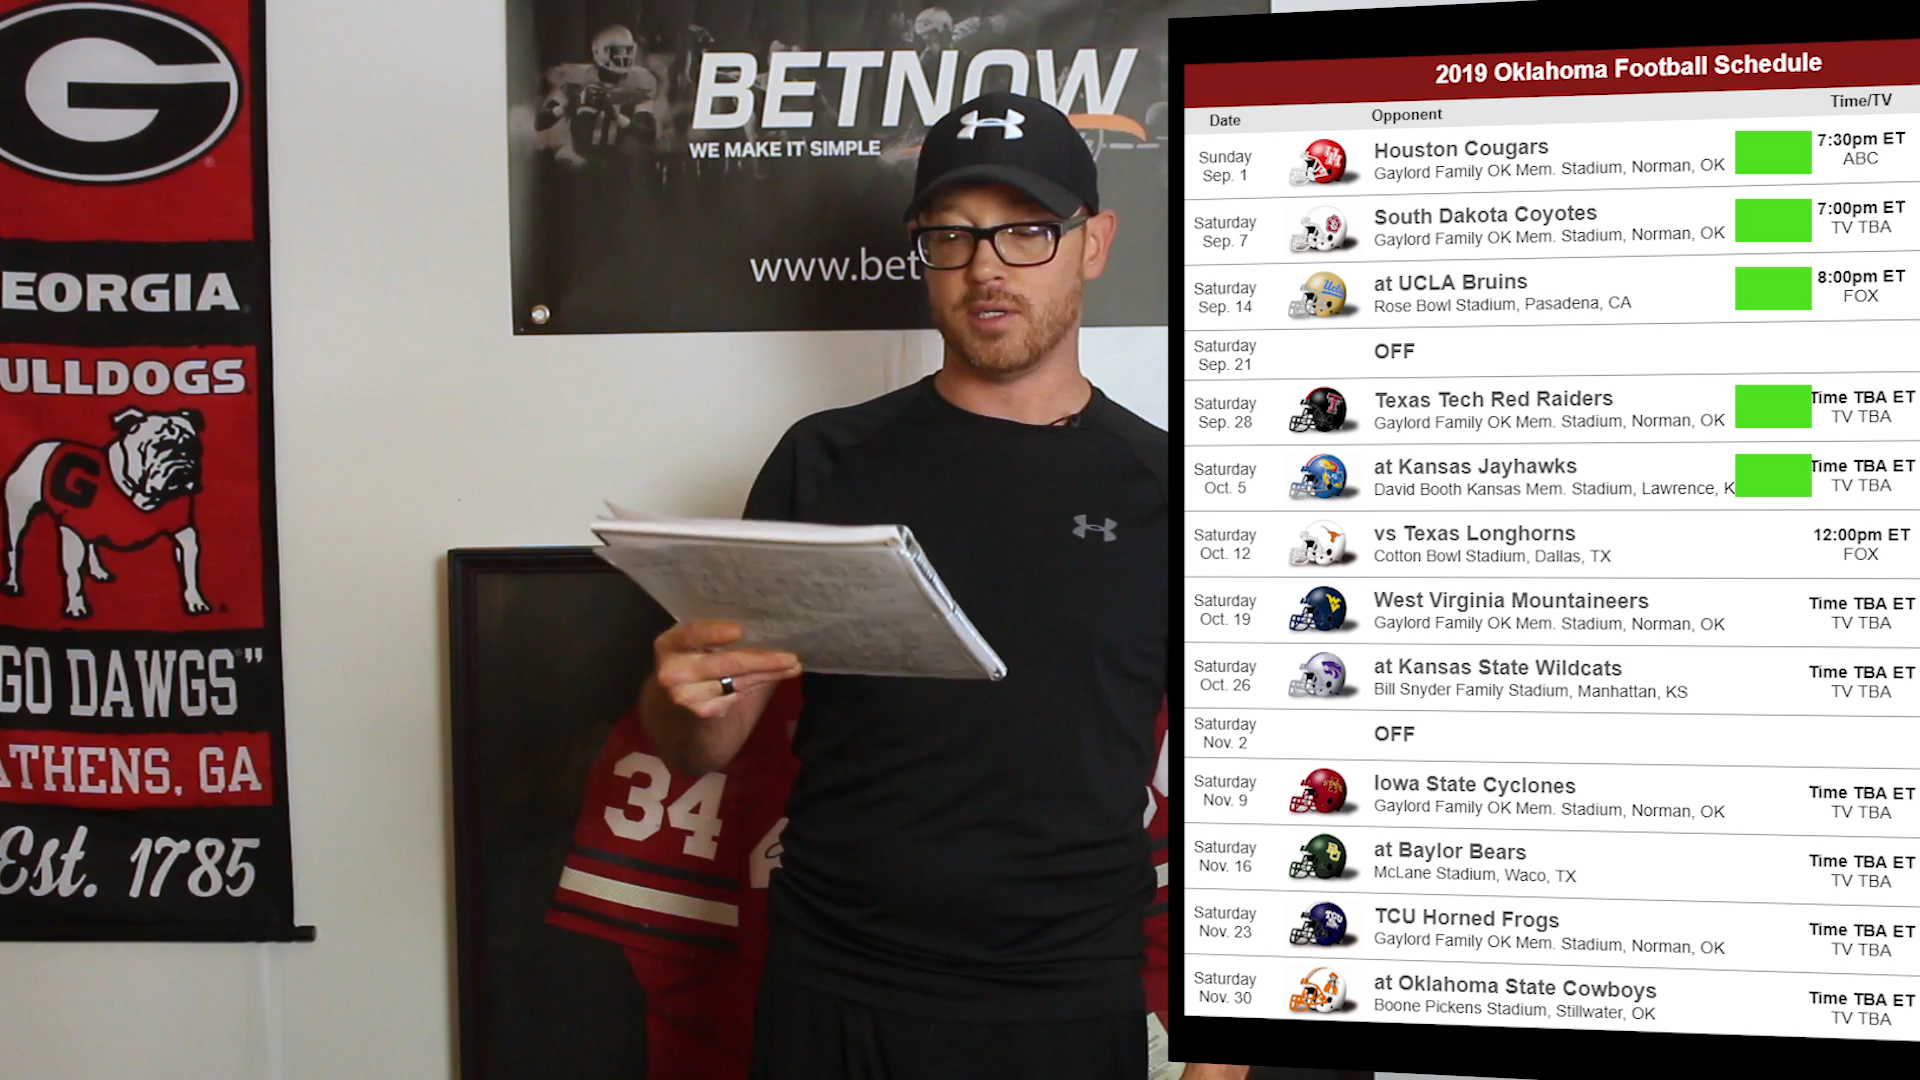 G
EORGIA
ULLDOGS
G
GO DAWGS"
ATHENS, GA
Est. 1785
BETNOW
WE MAKE IT SIMPLE
www.bet
34
2019 Oklahoma Football Schedule
Date Opponent Time/TV
Sunday Sep. 1
Houston Cougars
Gaylord Family OK Mem. Stadium, Norman, OK
7:30pm ET
ABC
Saturday Sep. 7
South Dakota Coyotes
Gaylord Family OK Mem. Stadium, Norman, OK
7:00pm ET
TV TBA
Saturday Sep. 14
at UCLA Bruins
Rose Bowl Stadium, Pasadena, CA
8:00pm ET
FOX
Saturday Sep. 21
OFF
Saturday Sep. 28
Texas Tech Red Raiders
Gaylord Family OK Mem. Stadium, Norman, OK
Time TBA ET
TV TBA
Saturday Oct. 5
at Kansas Jayhawks
David Booth Kansas Mem. Stadium, Lawrence, K
Time TBA ET
TV TBA
Saturday Oct. 12
vs Texas Longhorns
Cotton Bowl Stadium, Dallas, TX
12:00pm ET
FOX
Saturday Oct. 19
West Virginia Mountaineers
Gaylord Family OK Mem. Stadium, Norman, OK
Time TBA ET
TV TBA
Saturday Oct. 26
at Kansas State Wildcats
Bill Snyder Family Stadium, Manhattan, KS
Time TBA ET
TV TBA
Saturday Nov. 2
OFF
Saturday Nov. 9
Iowa State Cyclones
Gaylord Family OK Mem. Stadium, Norman, OK
Time TBA ET
TV TBA
Saturday Nov. 16
at Baylor Bears
McLane Stadium, Waco, TX
Time TBA ET
TV TBA
Saturday Nov. 23
TCU Horned Frogs
Gaylord Family OK Mem. Stadium, Norman, OK
Time TBA ET
TV TBA
Saturday Nov. 30
at Oklahoma State Cowboys
Boone Pickens Stadium, Stillwater, OK
Time TBA ET
TV TBA